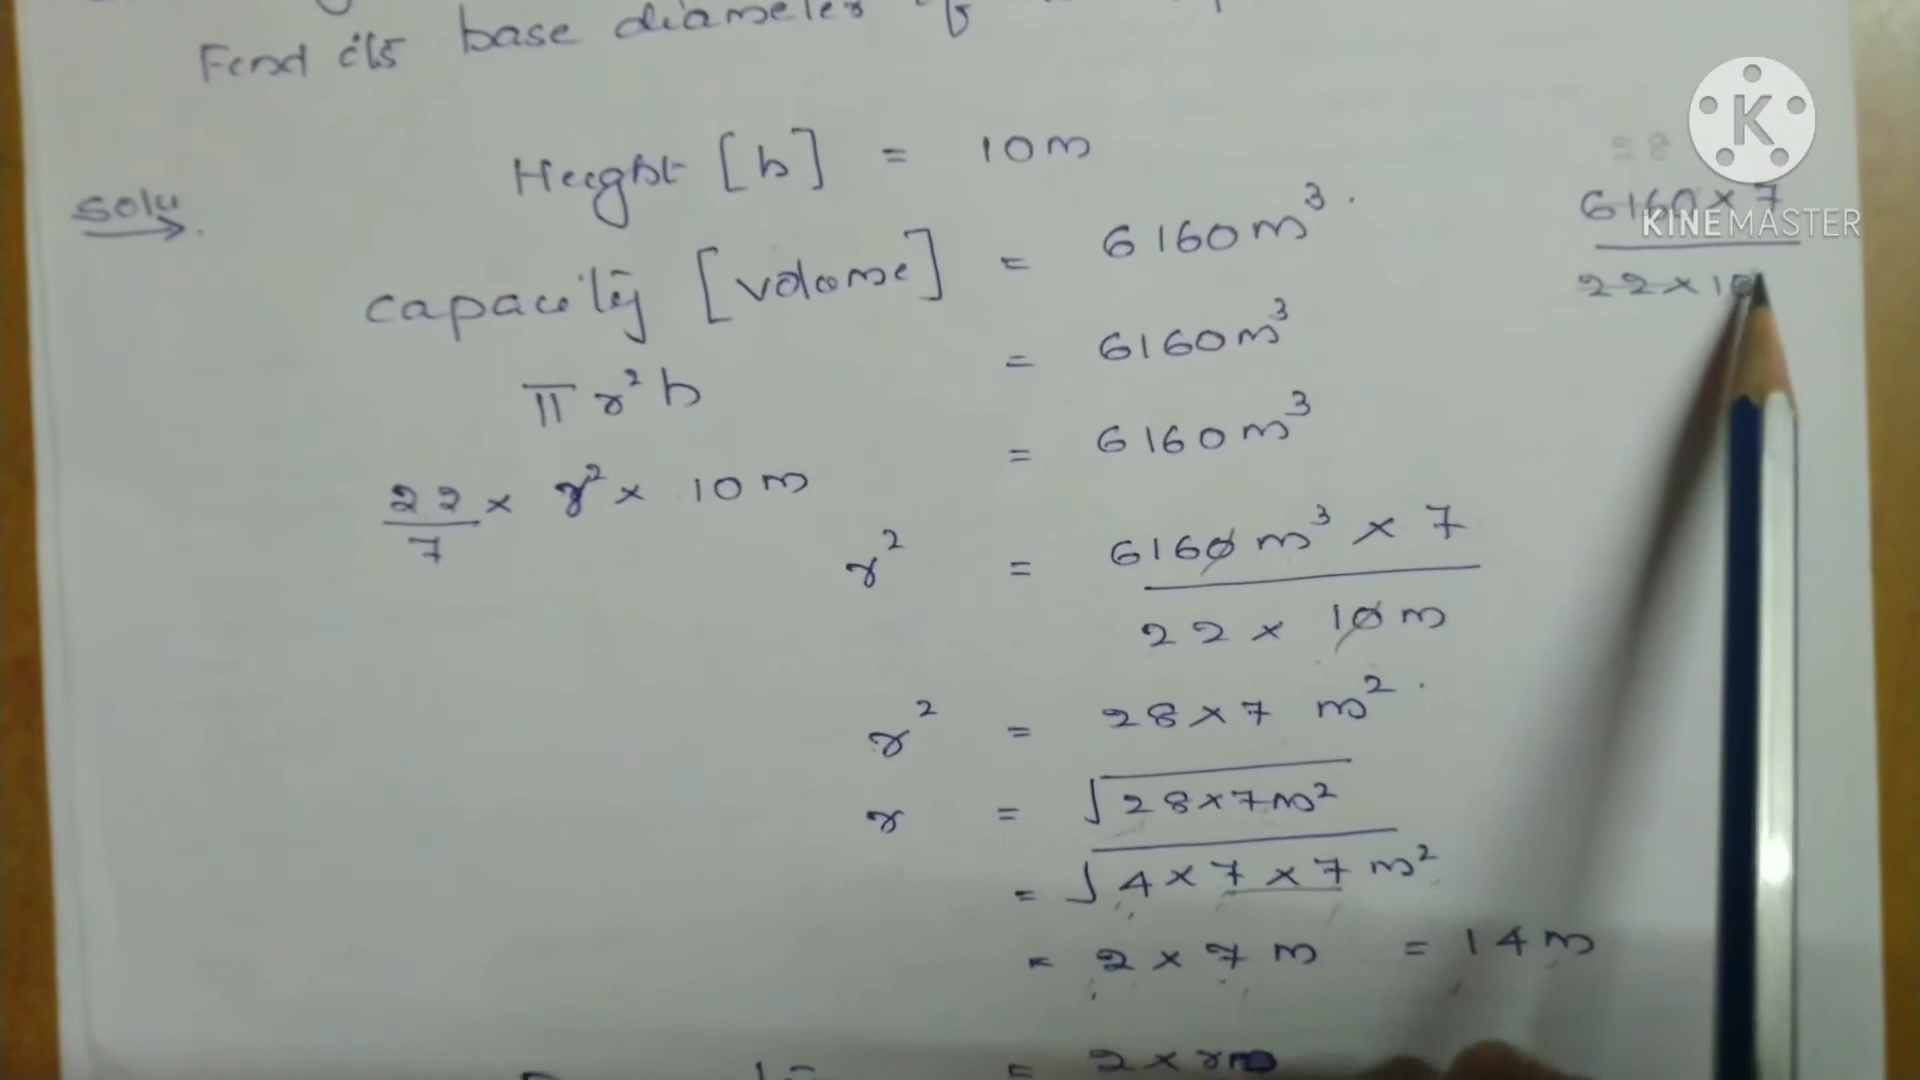 Find its base diameter if
Solu
Height [h] = 10m
Capacity [volume] = 6160m³.
πr²h = 6160m³
22/7 × r² × 10m = 6160m³
r² = 6160m³ × 7 / 22 × 10m
r² = 28×7 m².
r = √28×7m²
= √4×7×7 m²
= 2 × 7 m = 14m
= 2 × r
28
6160×7
22×10
K
KINEMASTER